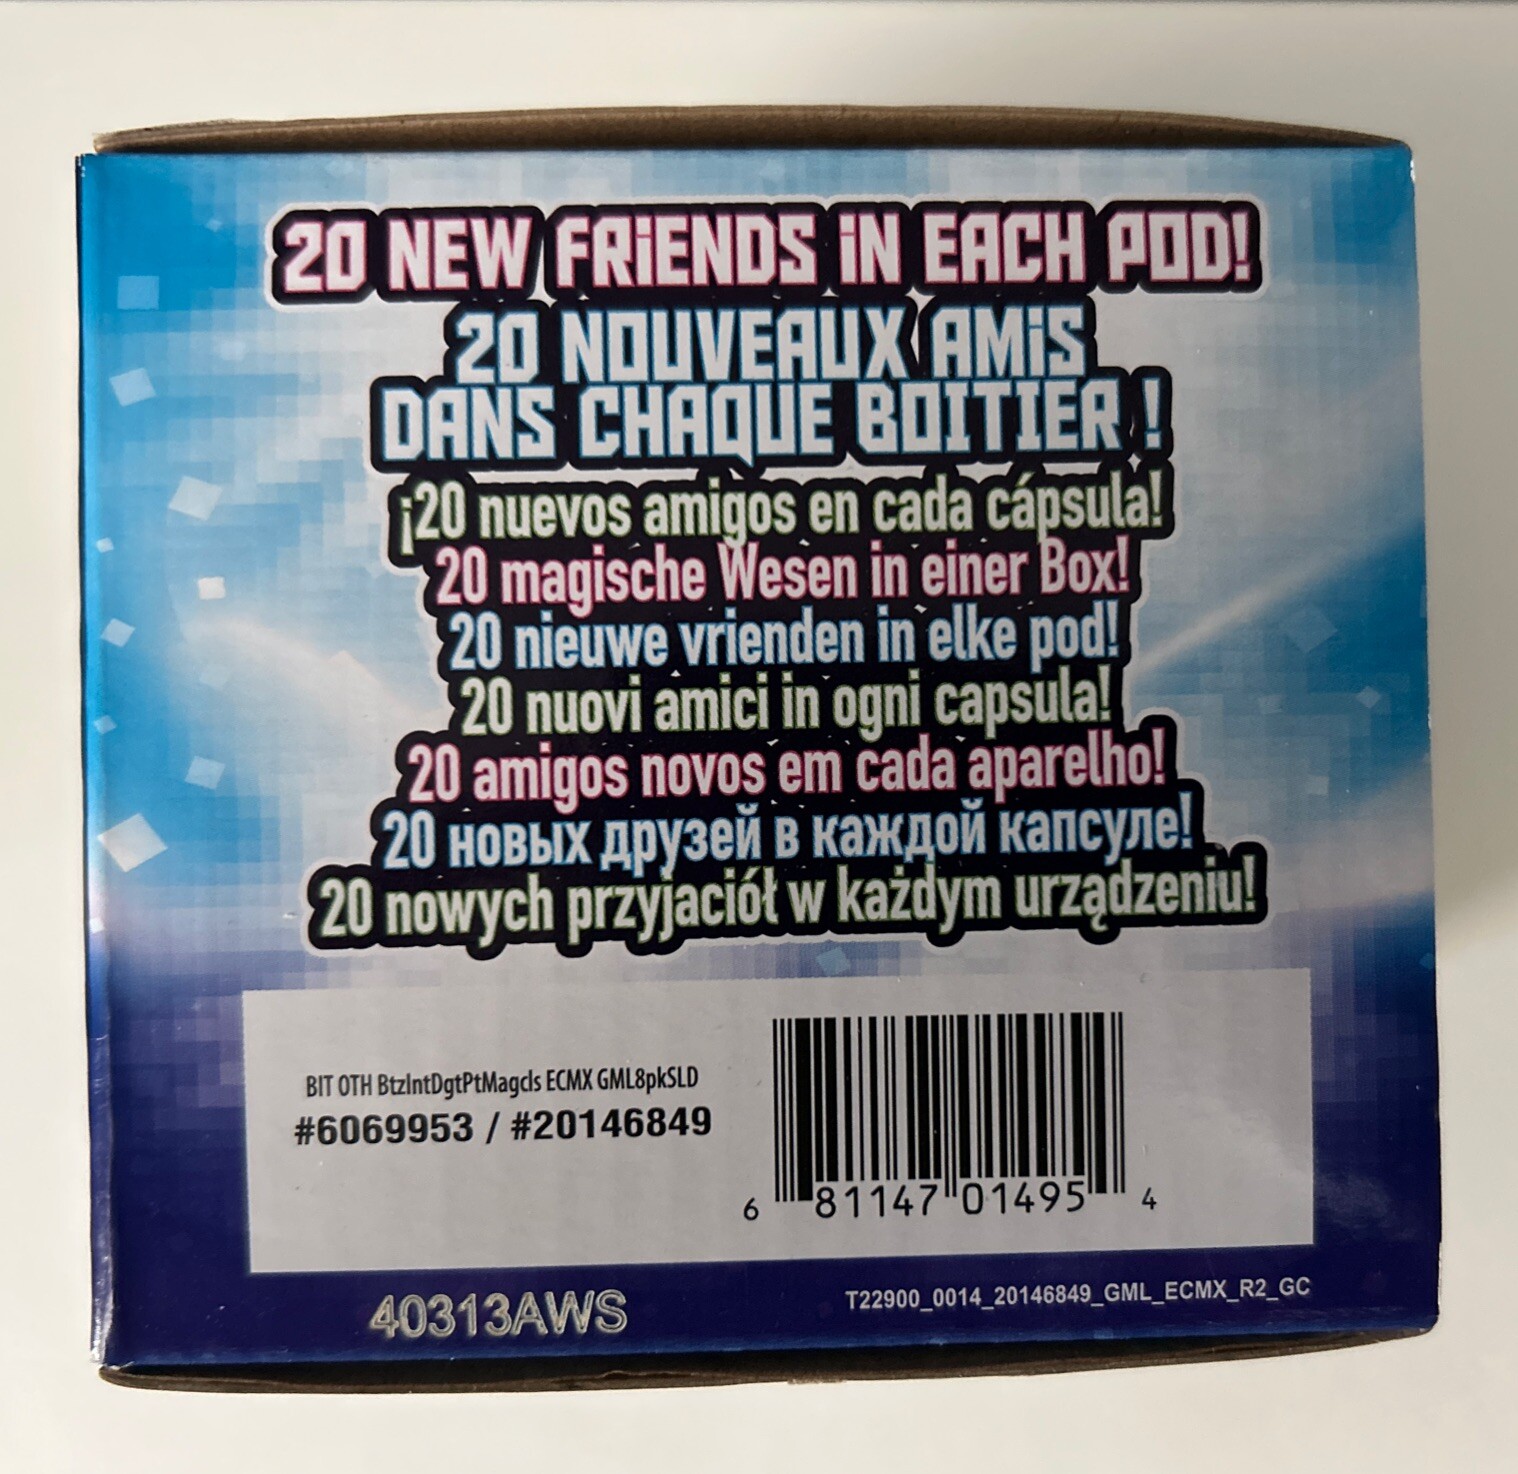 20 NEW FRiENDS iN EACH POD!
20 NOUVEAUX AMiS
DANS CHAQUE BOITIER !
¡20 nuevos amigos en cada cápsula!
20 magische Wesen in einer Box!
20 nieuwe vrienden in elke pod!
20 nuovi amici in ogni capsula!
20 amigos novos em cada aparelho!
20 новых друзей в каждой капсуле!
20 nowych przyjaciół w każdym urządzeniu!
BIT OTH BtzIntDgtPtMagcls ECMX GML8pkSLD
#6069953 / #20146849
6 81147 01495 4
40313AWS
T22900_0014_20146849_GML_ECMX_R2_GC